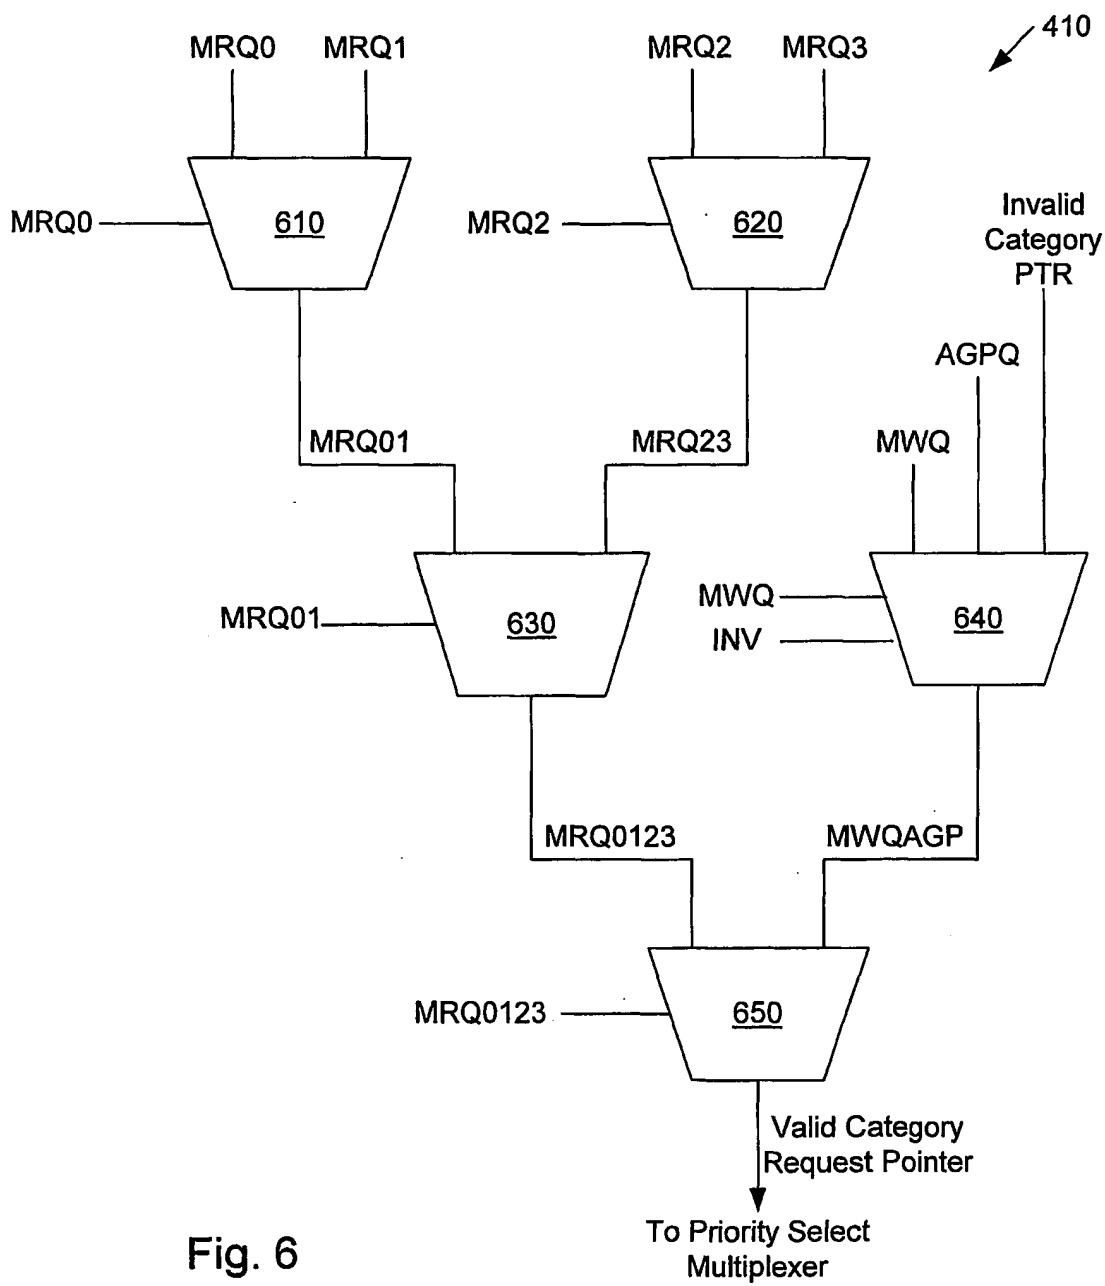 410
MRQ0
MRQ1
MRQ2
MRQ3
MRQ0
610
MRQ2
620
Invalid
Category
PTR
AGPQ
MWQ
MRQ01
MRQ23
MRQ01
630
MWQ
INV
640
MRQ0123
MWQAGP
MRQ0123
650
Valid Category
Request Pointer
To Priority Select
Multiplexer
Fig. 6